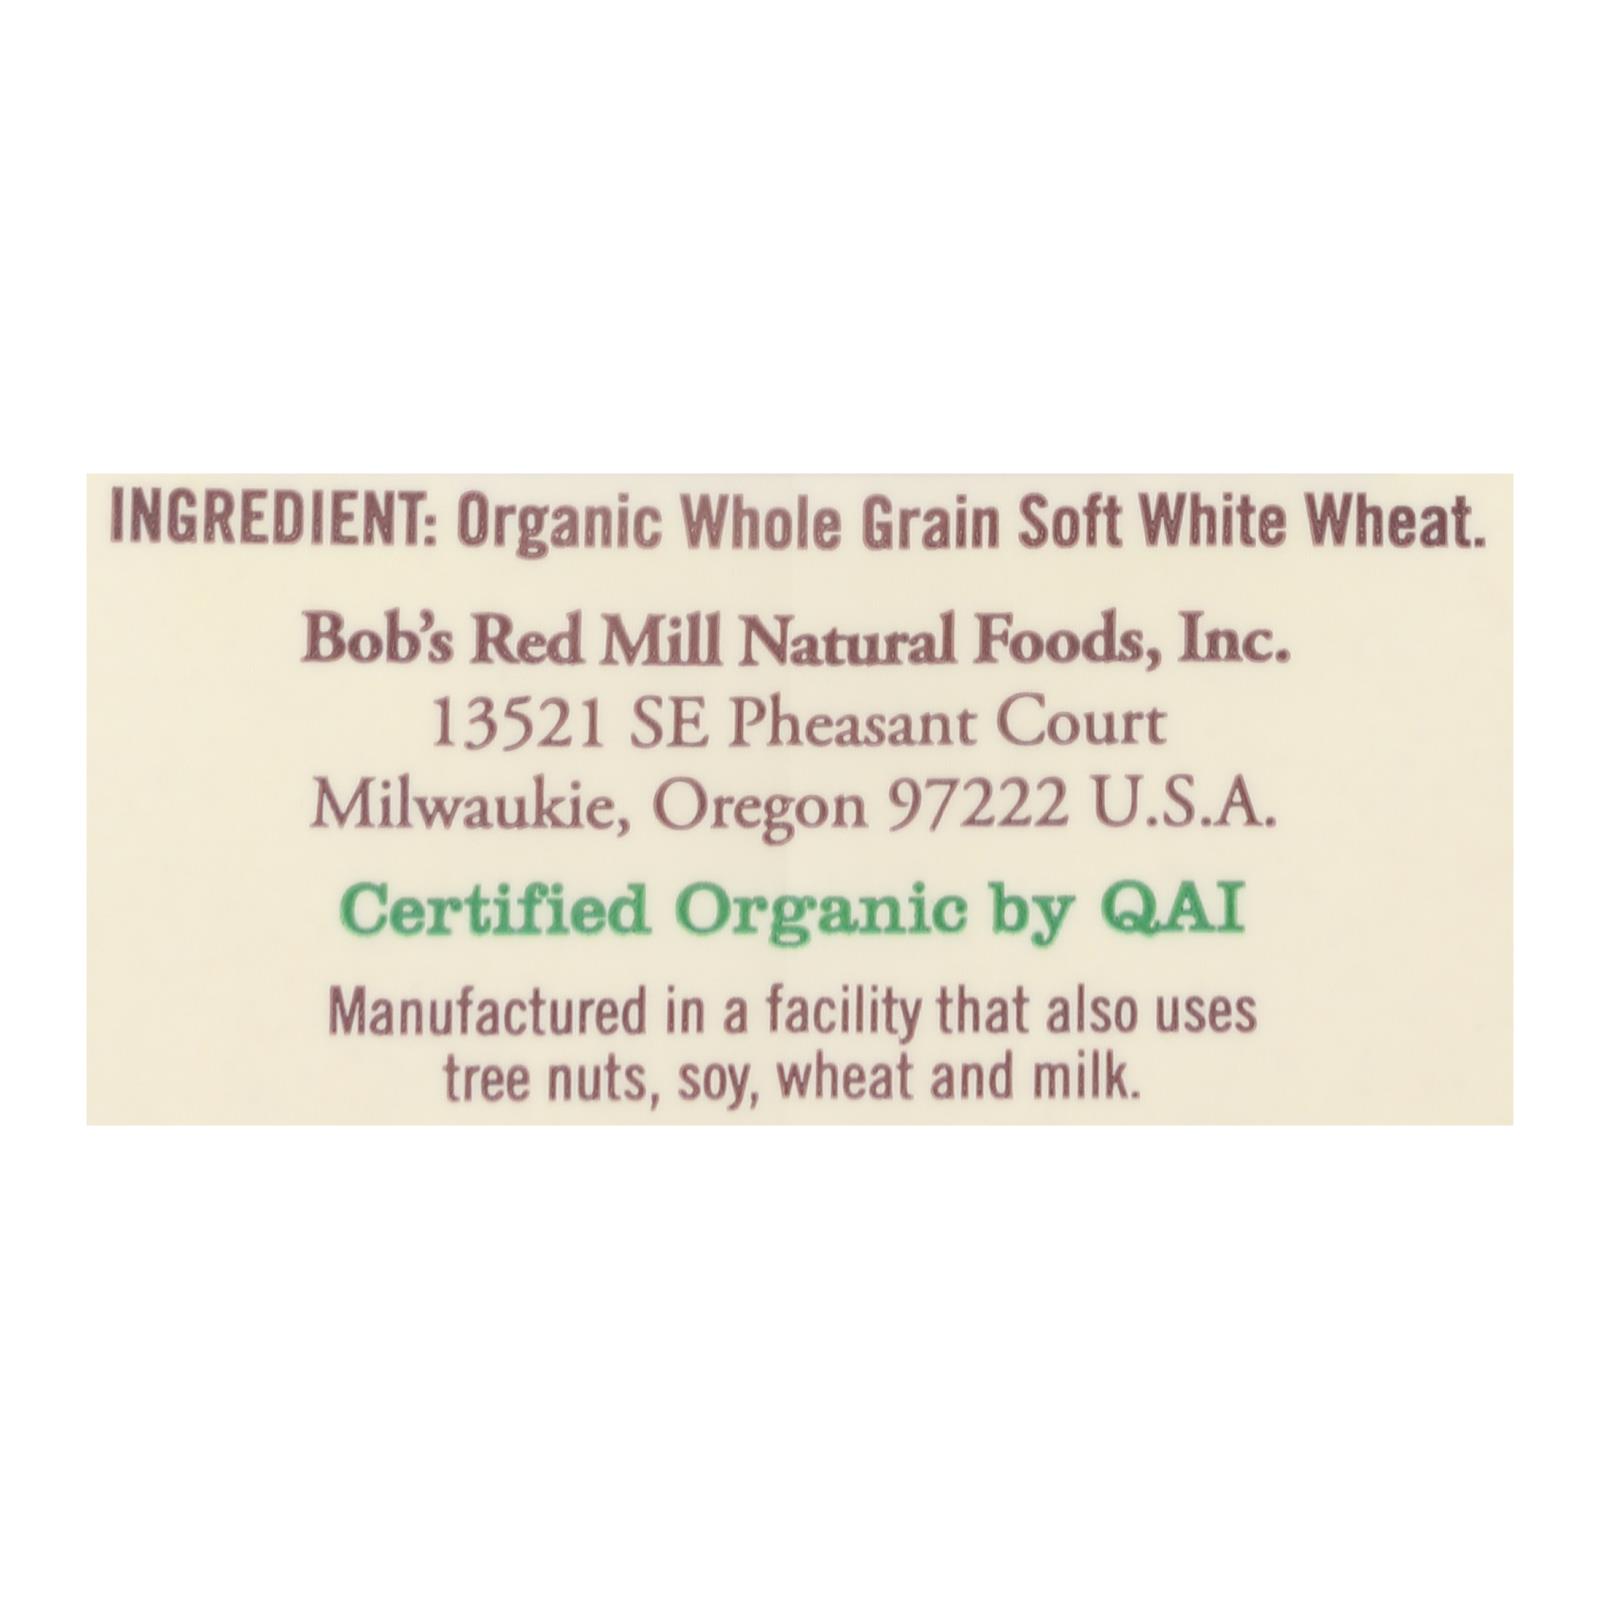 INGREDIENT: Organic Whole Grain Soft White Wheat.
Bob's Red Mill Natural Foods, Inc.
13521 SE Pheasant Court
Milwaukie, Oregon 97222 U.S.A.
Certified Organic by QAI
Manufactured in a facility that also uses
tree nuts, soy, wheat and milk.